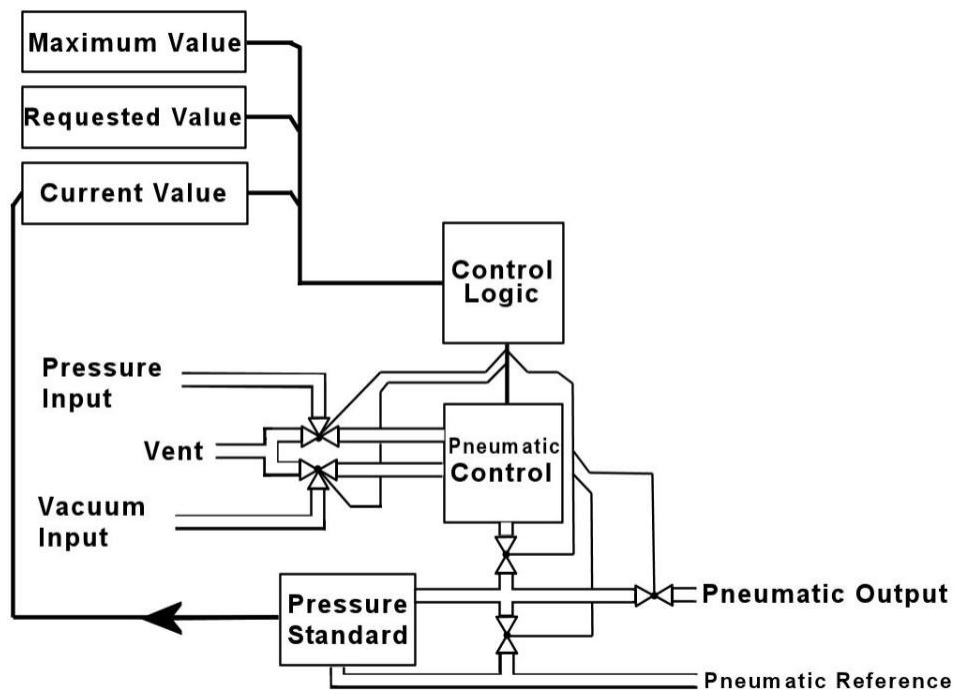 Maximum Value
Requested Value
Current Value
Control
Logic
Pressure
Input
Pneumatic
Control
Vent
Vacuum
Input
Pressure
Standard
Pneumatic Output
Pneumatic Reference